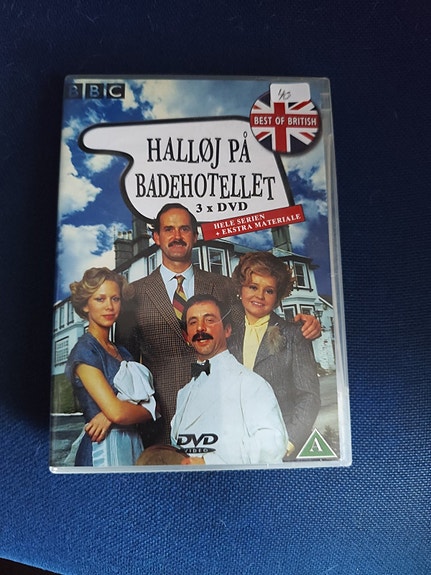 BBC
BEST OF BRITISH
HALLØJ PÅ
BADEHOTELLET
3 x DVD
HELE SERIEN
+ EKSTRA MATERIALE
DVD
VIDEO
A